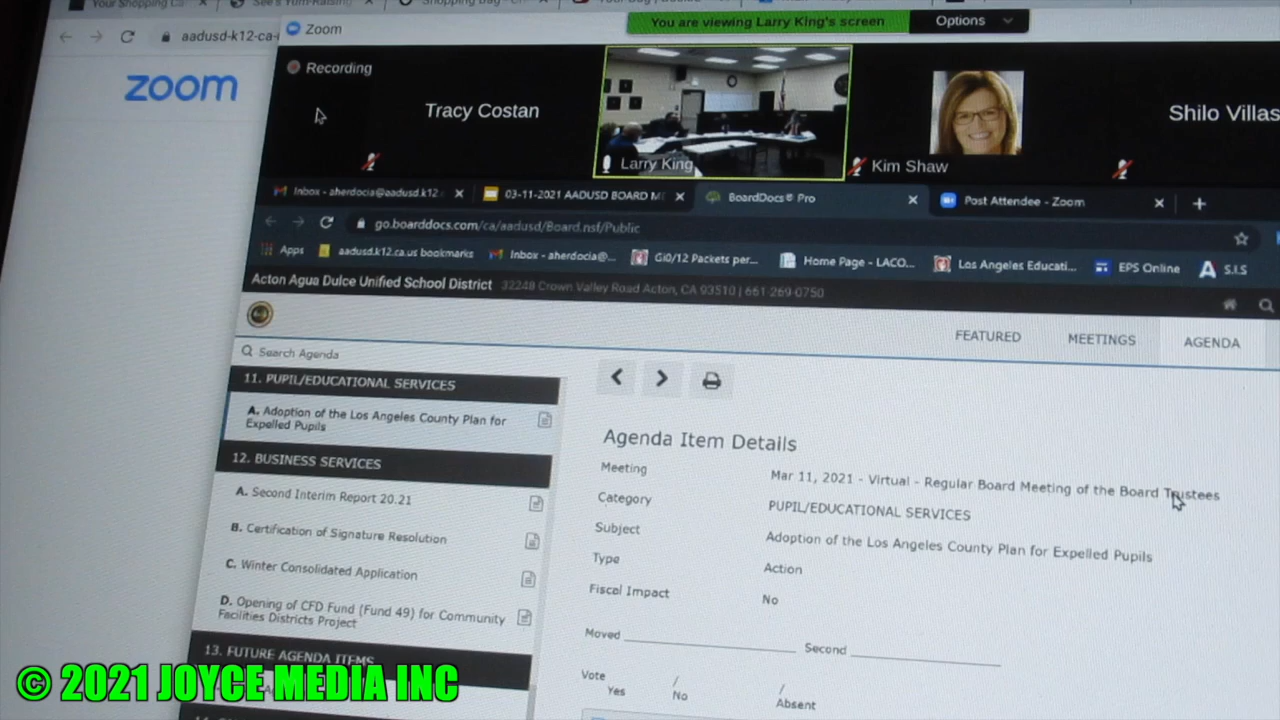 You are viewing Larry King's screen
Options
aadusd-k12-ca-
Zoom
zoom
Recording
Tracy Costan
Larry King
Kim Shaw
Shilo Villas
Inbox - aherdocia@aadusd.k12.
03-11-2021 AADUSD BOARD M
BoardDocs® Pro
Post Attendee - Zoom
go.boarddocs.com/ca/aadusd/Board.nsf/Public
Apps
aadusd.k12.ca.us bookmarks
Inbox - aherdocia@...
Gi0/12 Packets per...
Home Page - LACO...
Los Angeles Educati...
EPS Online
S.I.S
Acton Agua Dulce Unified School District 32248 Crown Valley Road Acton, CA 93510 | 661-269-0750
FEATURED
MEETINGS
AGENDA
Search Agenda
11. PUPIL/EDUCATIONAL SERVICES
A. Adoption of the Los Angeles County Plan for
Expelled Pupils
12. BUSINESS SERVICES
A. Second Interim Report 20.21
B. Certification of Signature Resolution
C. Winter Consolidated Application
D. Opening of CFD Fund (Fund 49) for Community
Facilities Districts Project
13. FUTURE AGENDA ITEMS
Agenda Item Details
Meeting
Mar 11, 2021 - Virtual - Regular Board Meeting of the Board Trustees
Category
PUPIL/EDUCATIONAL SERVICES
Subject
Adoption of the Los Angeles County Plan for Expelled Pupils
Type
Action
Fiscal Impact
No
Moved
Second
Vote
/
/
Yes
No
Absent
© 2021 JOYCE MEDIA INC